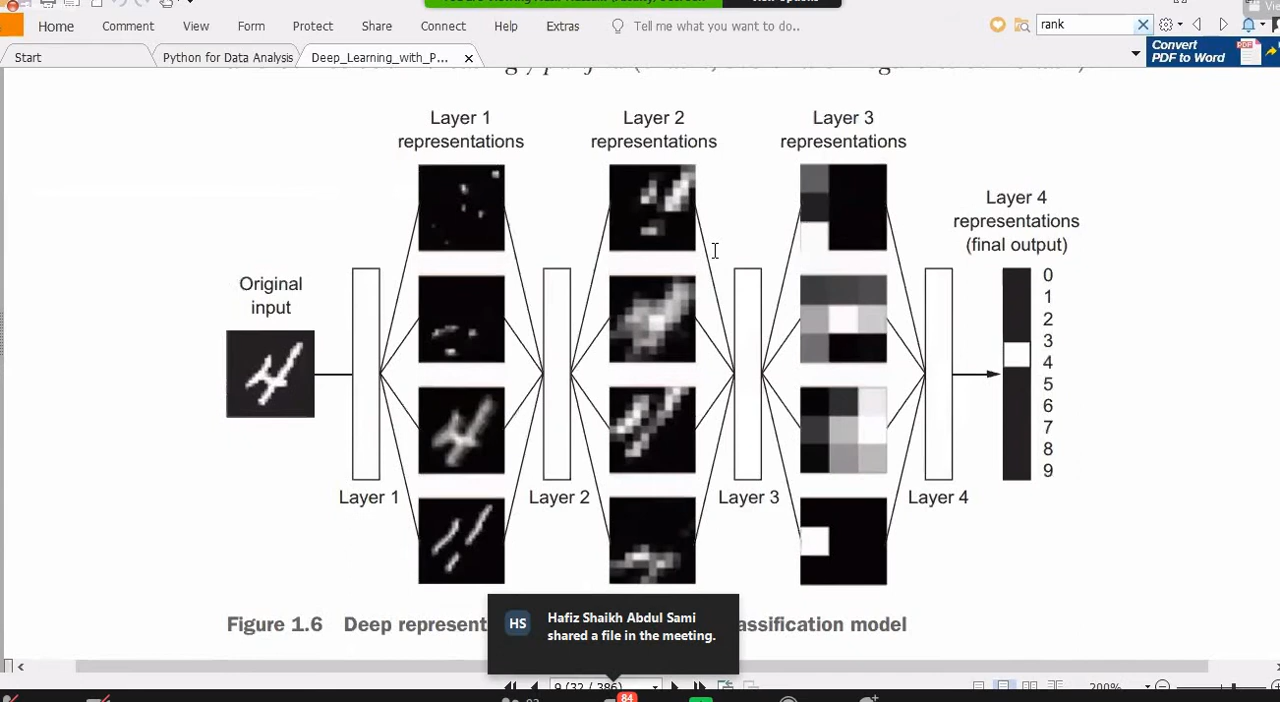 Home Comment View Form Protect Share Connect Help Extras Tell me what you want to do.. rank
Start Python for Data Analysis Deep_Learning_with_P...
Convert
PDF to Word
Layer 1
representations
Layer 2
representations
Layer 3
representations
Layer 4
representations
(final output)
Original
input
0
1
2
3
4
5
6
7
8
9
Layer 1
Layer 2
Layer 3
Layer 4
Figure 1.6 Deep represent assification model
HS
Hafiz Shaikh Abdul Sami
shared a file in the meeting.
9 (32 / 386)
200%
84